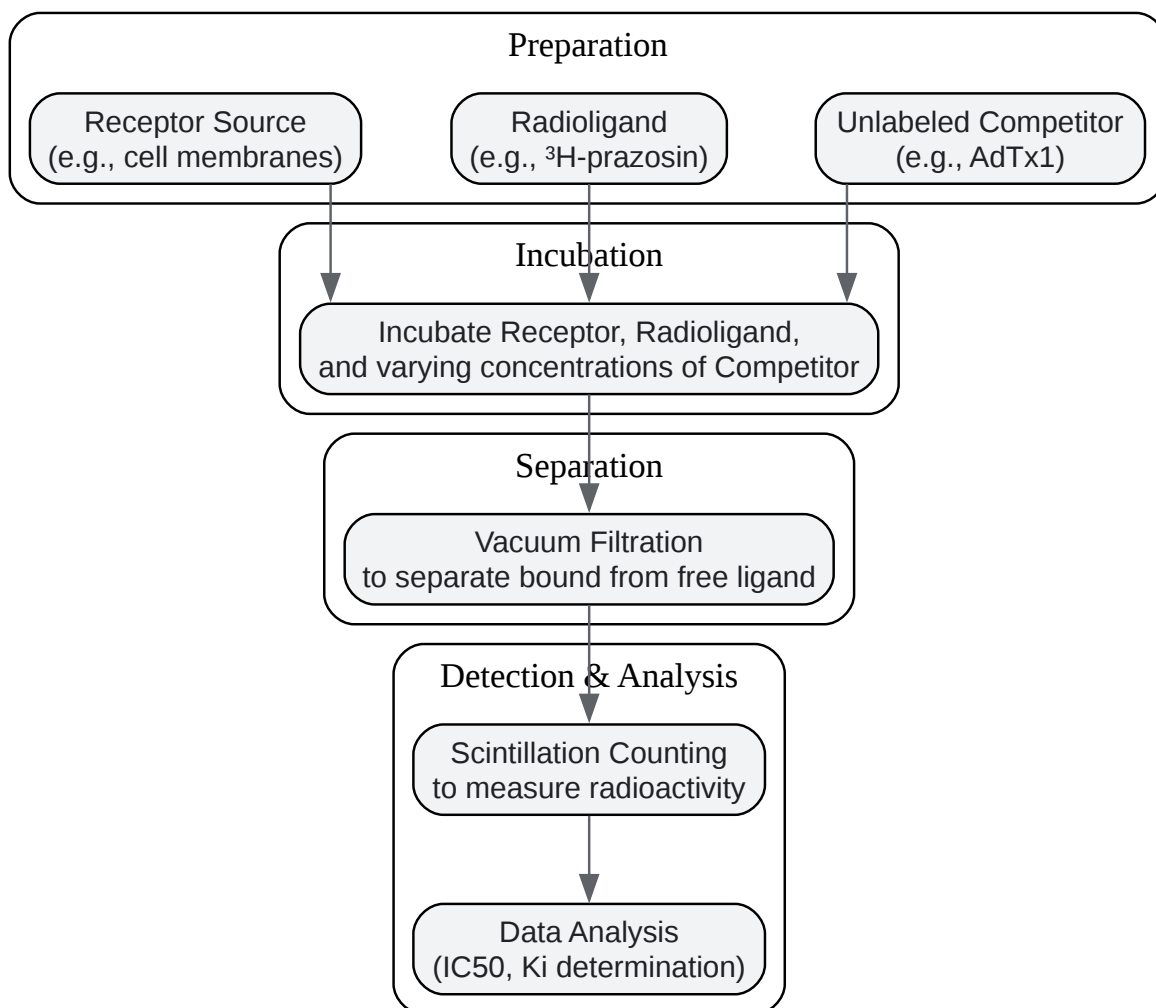 Preparation
Receptor Source
(e.g., cell membranes)
Radioligand
(e.g., ³H-prazosin)
Unlabeled Competitor
(e.g., AdTx1)
Incubation
Incubate Receptor, Radioligand,
and varying concentrations of Competitor
Separation
Vacuum Filtration
to separate bound from free ligand
Detection & Analysis
Scintillation Counting
to measure radioactivity
Data Analysis
(IC50, Ki determination)